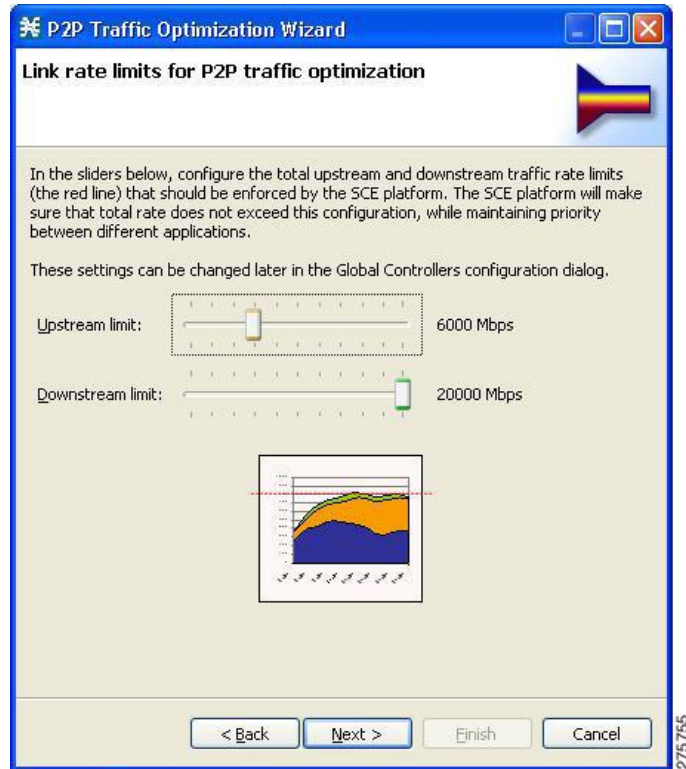 P2P Traffic Optimization Wizard
Link rate limits for P2P traffic optimization
In the sliders below, configure the total upstream and downstream traffic rate limits
(the red line) that should be enforced by the SCE platform. The SCE platform will make
sure that total rate does not exceed this configuration, while maintaining priority
between different applications.
These settings can be changed later in the Global Controllers configuration dialog.
Upstream limit: 6000 Mbps
Downstream limit: 20000 Mbps
< Back Next > Finish Cancel
275755